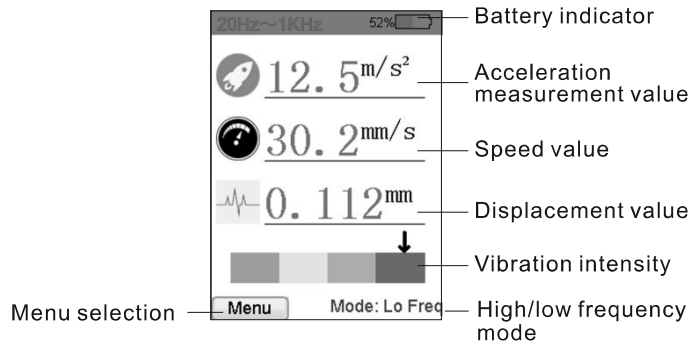 20Hz～1KHz 52% Battery indicator
12.5m/s² Acceleration
measurement value
30.2mm/s Speed value
0.112mm Displacement value
Vibration intensity
Menu selection Menu Mode: Lo Freq High/low frequency
mode